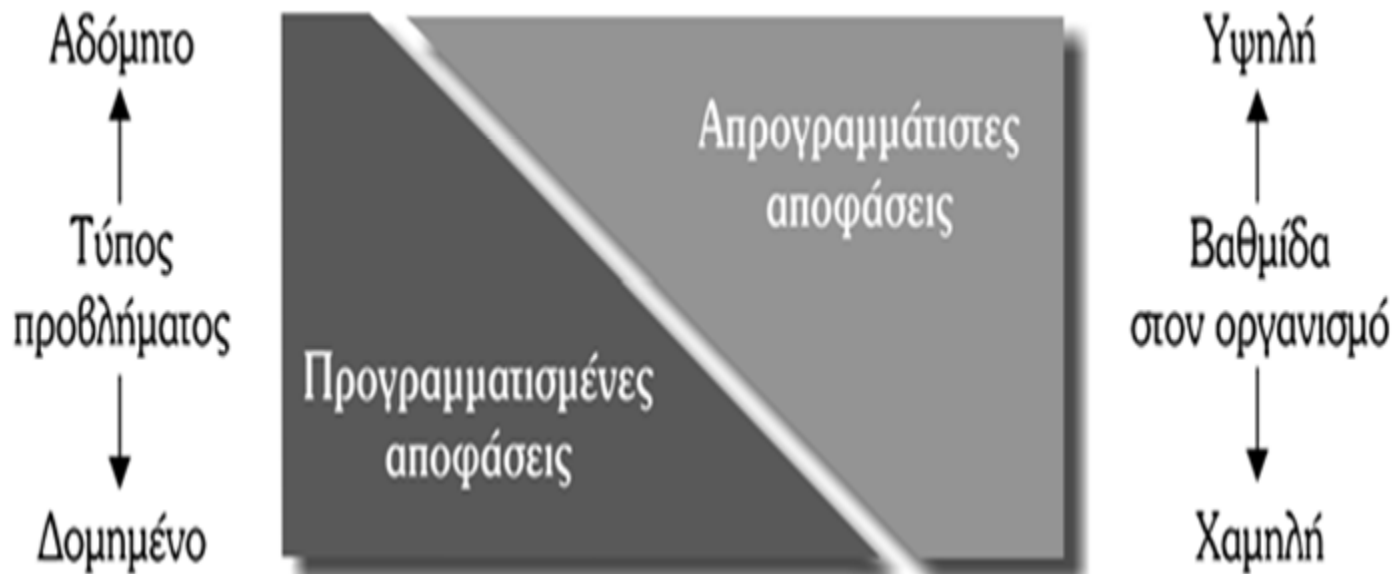 Αδόμητο
Τύπος
προβλήματος
Δομημένο
Απρογραμμάτιστες
αποφάσεις
Προγραμματισμένες
αποφάσεις
Υψηλή
Βαθμίδα
στον οργανισμό
Χαμηλή